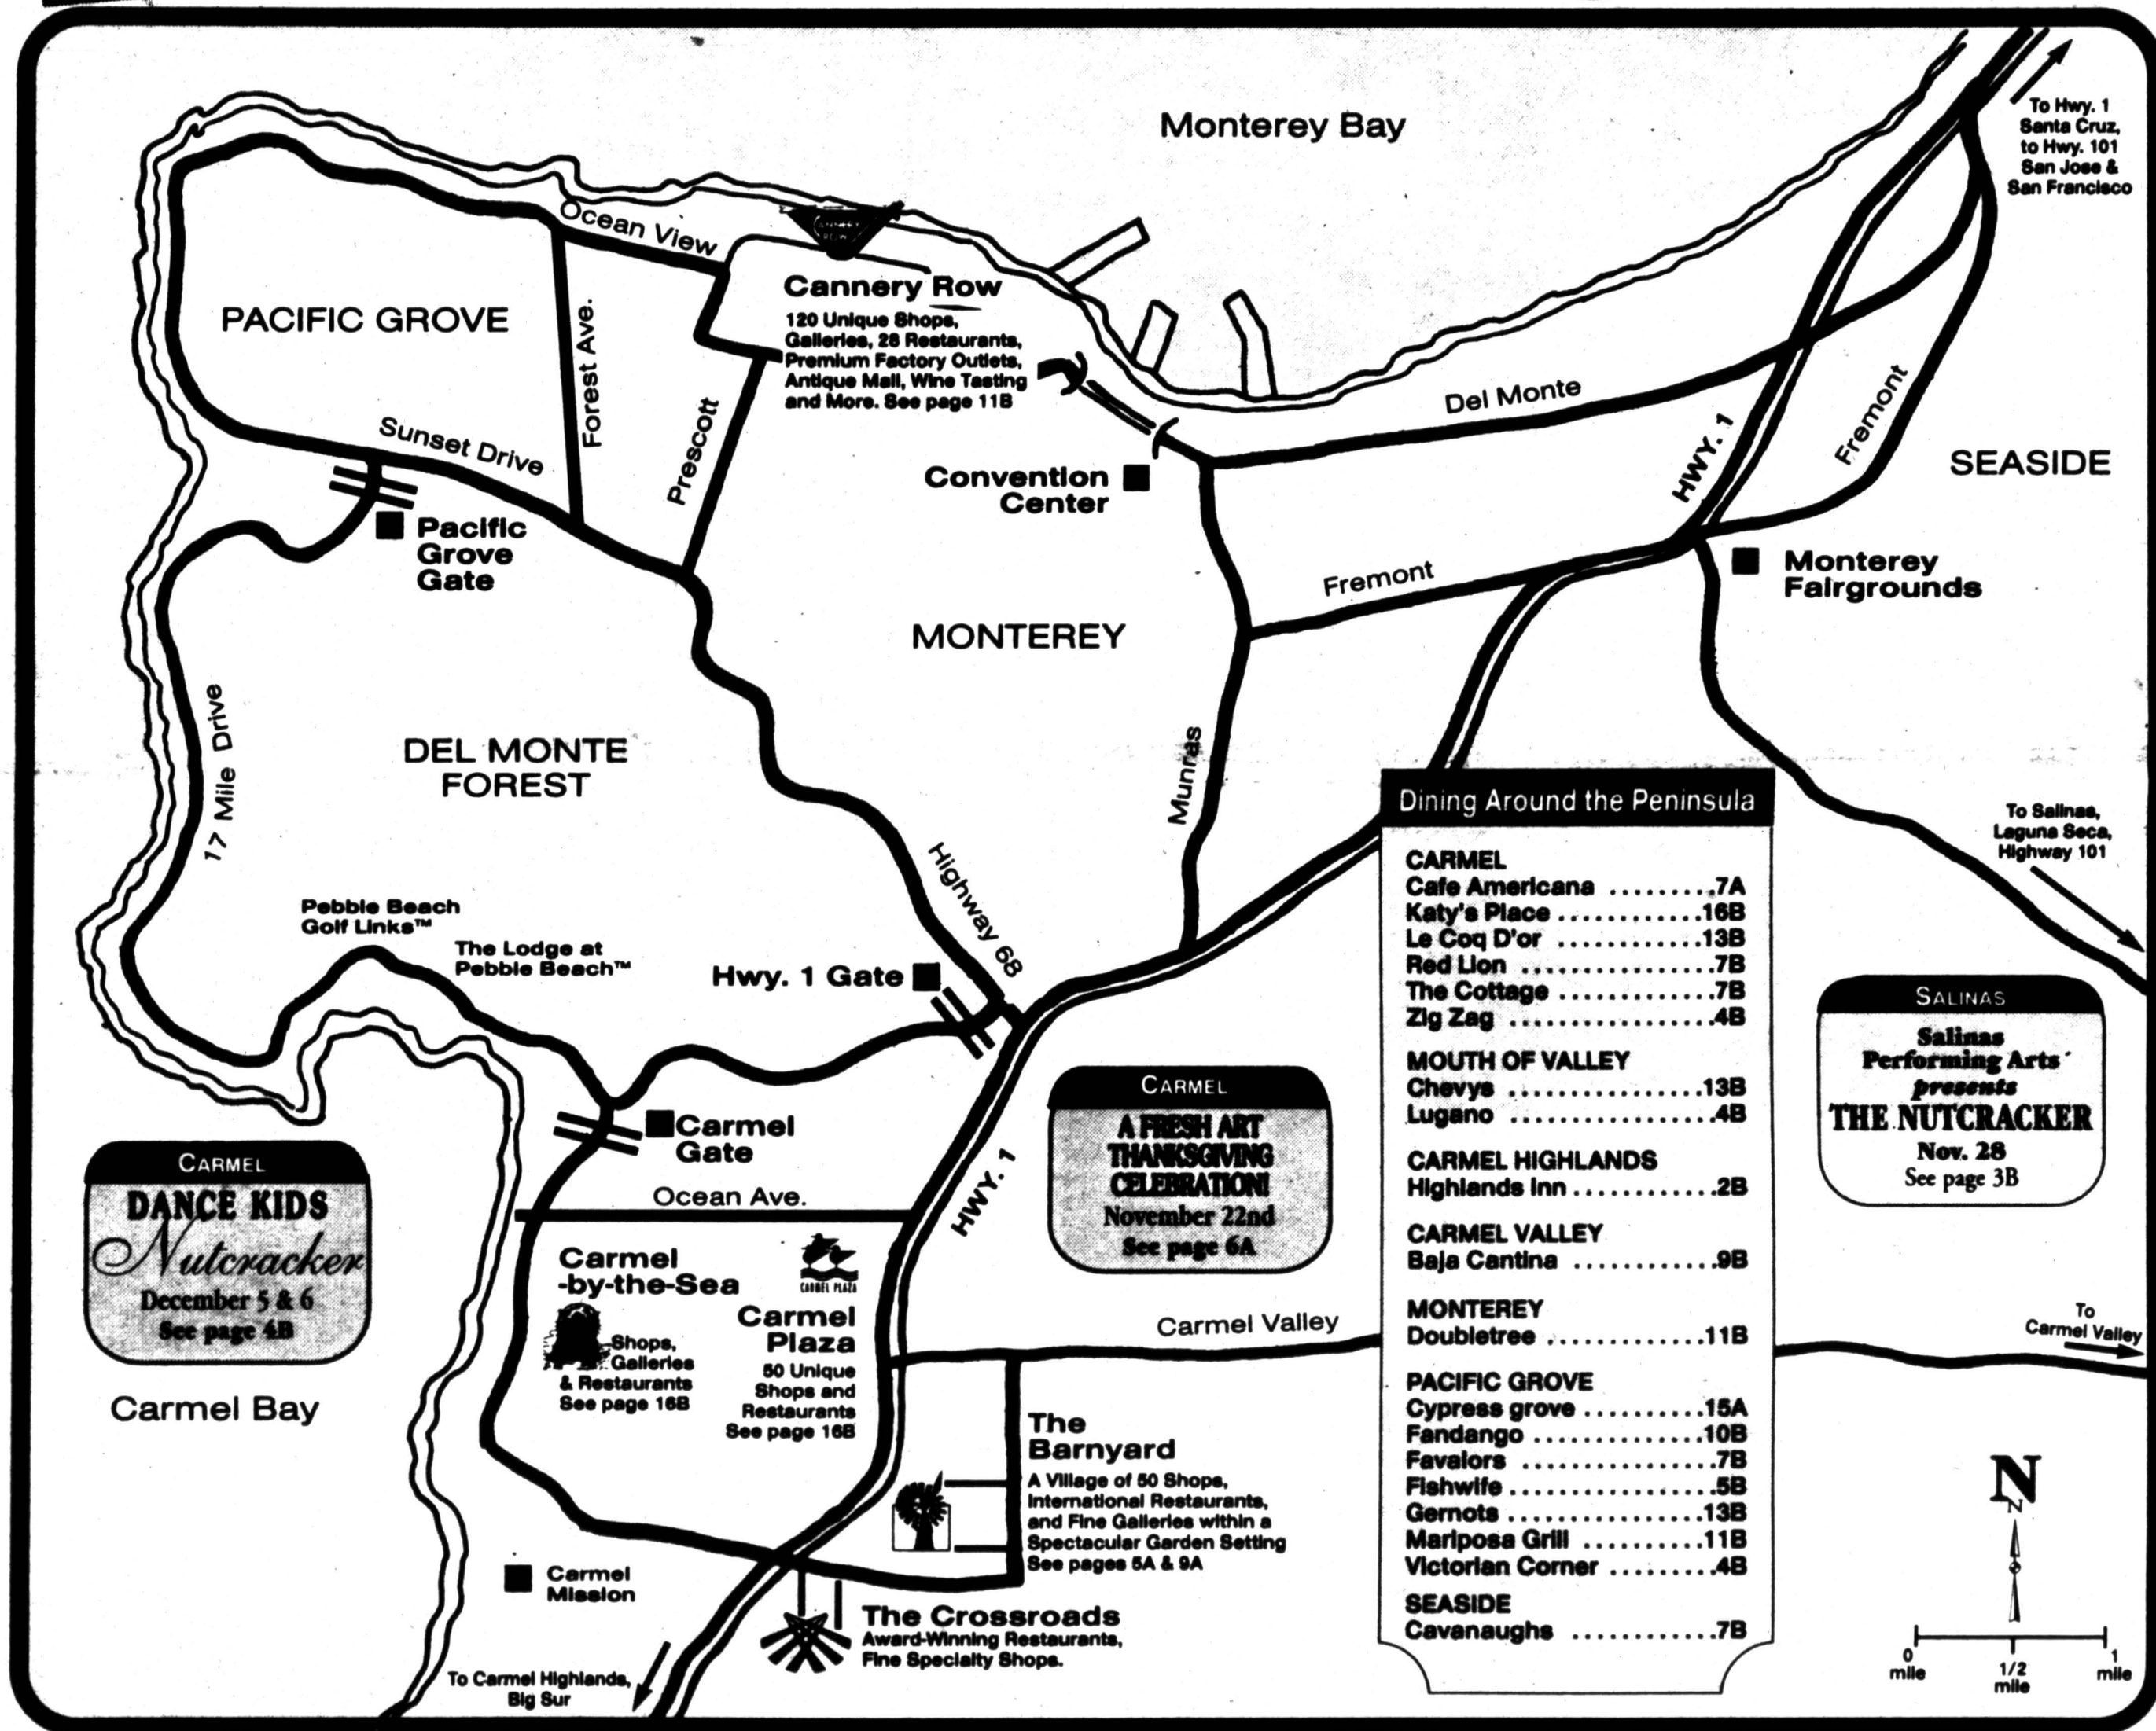 Monterey Bay
To Hwy. 1
Santa Cruz,
to Hwy. 101
San Jose &
San Francisco
Ocean View
PACIFIC GROVE
Forest Ave.
Prescott
Sunset Drive
Cannery Row
120 Unique Shops,
Galleries, 28 Restaurants,
Premium Factory Outlets,
Antique Mall, Wine Tasting
and More. See page 11B
Del Monte
HWY. 1
Fremont
SEASIDE
Convention
Center
Pacific
Grove
Gate
Fremont
Monterey
Fairgrounds
MONTEREY
17 Mile Drive
DEL MONTE
FOREST
Munras
Highway 68
Pebble Beach
Golf Links™
The Lodge at
Pebble Beach™
Hwy. 1 Gate
To Salinas,
Laguna Seca,
Highway 101
Dining Around the Peninsula
CARMEL
Cafe Americana .........7A
Katy's Place ............16B
Le Coq D'or ............13B
Red Lion ................7B
The Cottage .............7B
Zig Zag .................4B
MOUTH OF VALLEY
Chevys ................13B
Lugano .................4B
CARMEL HIGHLANDS
Highlands Inn ............2B
CARMEL VALLEY
Baja Cantina ............9B
MONTEREY
Doubletree .............11B
PACIFIC GROVE
Cypress grove ..........15A
Fandango ..............10B
Favalors ................7B
Fishwife .................5B
Gernots ................13B
Mariposa Grill ..........11B
Victorian Corner .........4B
SEASIDE
Cavanaughs ............7B
SALINAS
Salinas
Performing Arts
presents
THE NUTCRACKER
Nov. 28
See page 3B
CARMEL
A FRESH ART
THANKSGIVING
CELEBRATION!
November 22nd
See page 6A
HWY. 1
Carmel
Gate
Ocean Ave.
CARMEL
DANCE KIDS
Nutcracker
December 5 & 6
See page 4B
Carmel Bay
Carmel
-by-the-Sea
Shops,
Galleries
& Restaurants
See page 16B
CARMEL PLAZA
Carmel
Plaza
50 Unique
Shops and
Restaurants
See page 16B
Carmel Valley
To
Carmel Valley
The
Barnyard
A Village of 50 Shops,
International Restaurants,
and Fine Galleries within a
Spectacular Garden Setting
See pages 5A & 9A
Carmel
Mission
The Crossroads
Award-Winning Restaurants,
Fine Specialty Shops.
To Carmel Highlands,
Big Sur
N
N
0
mile
1/2
mile
1
mile